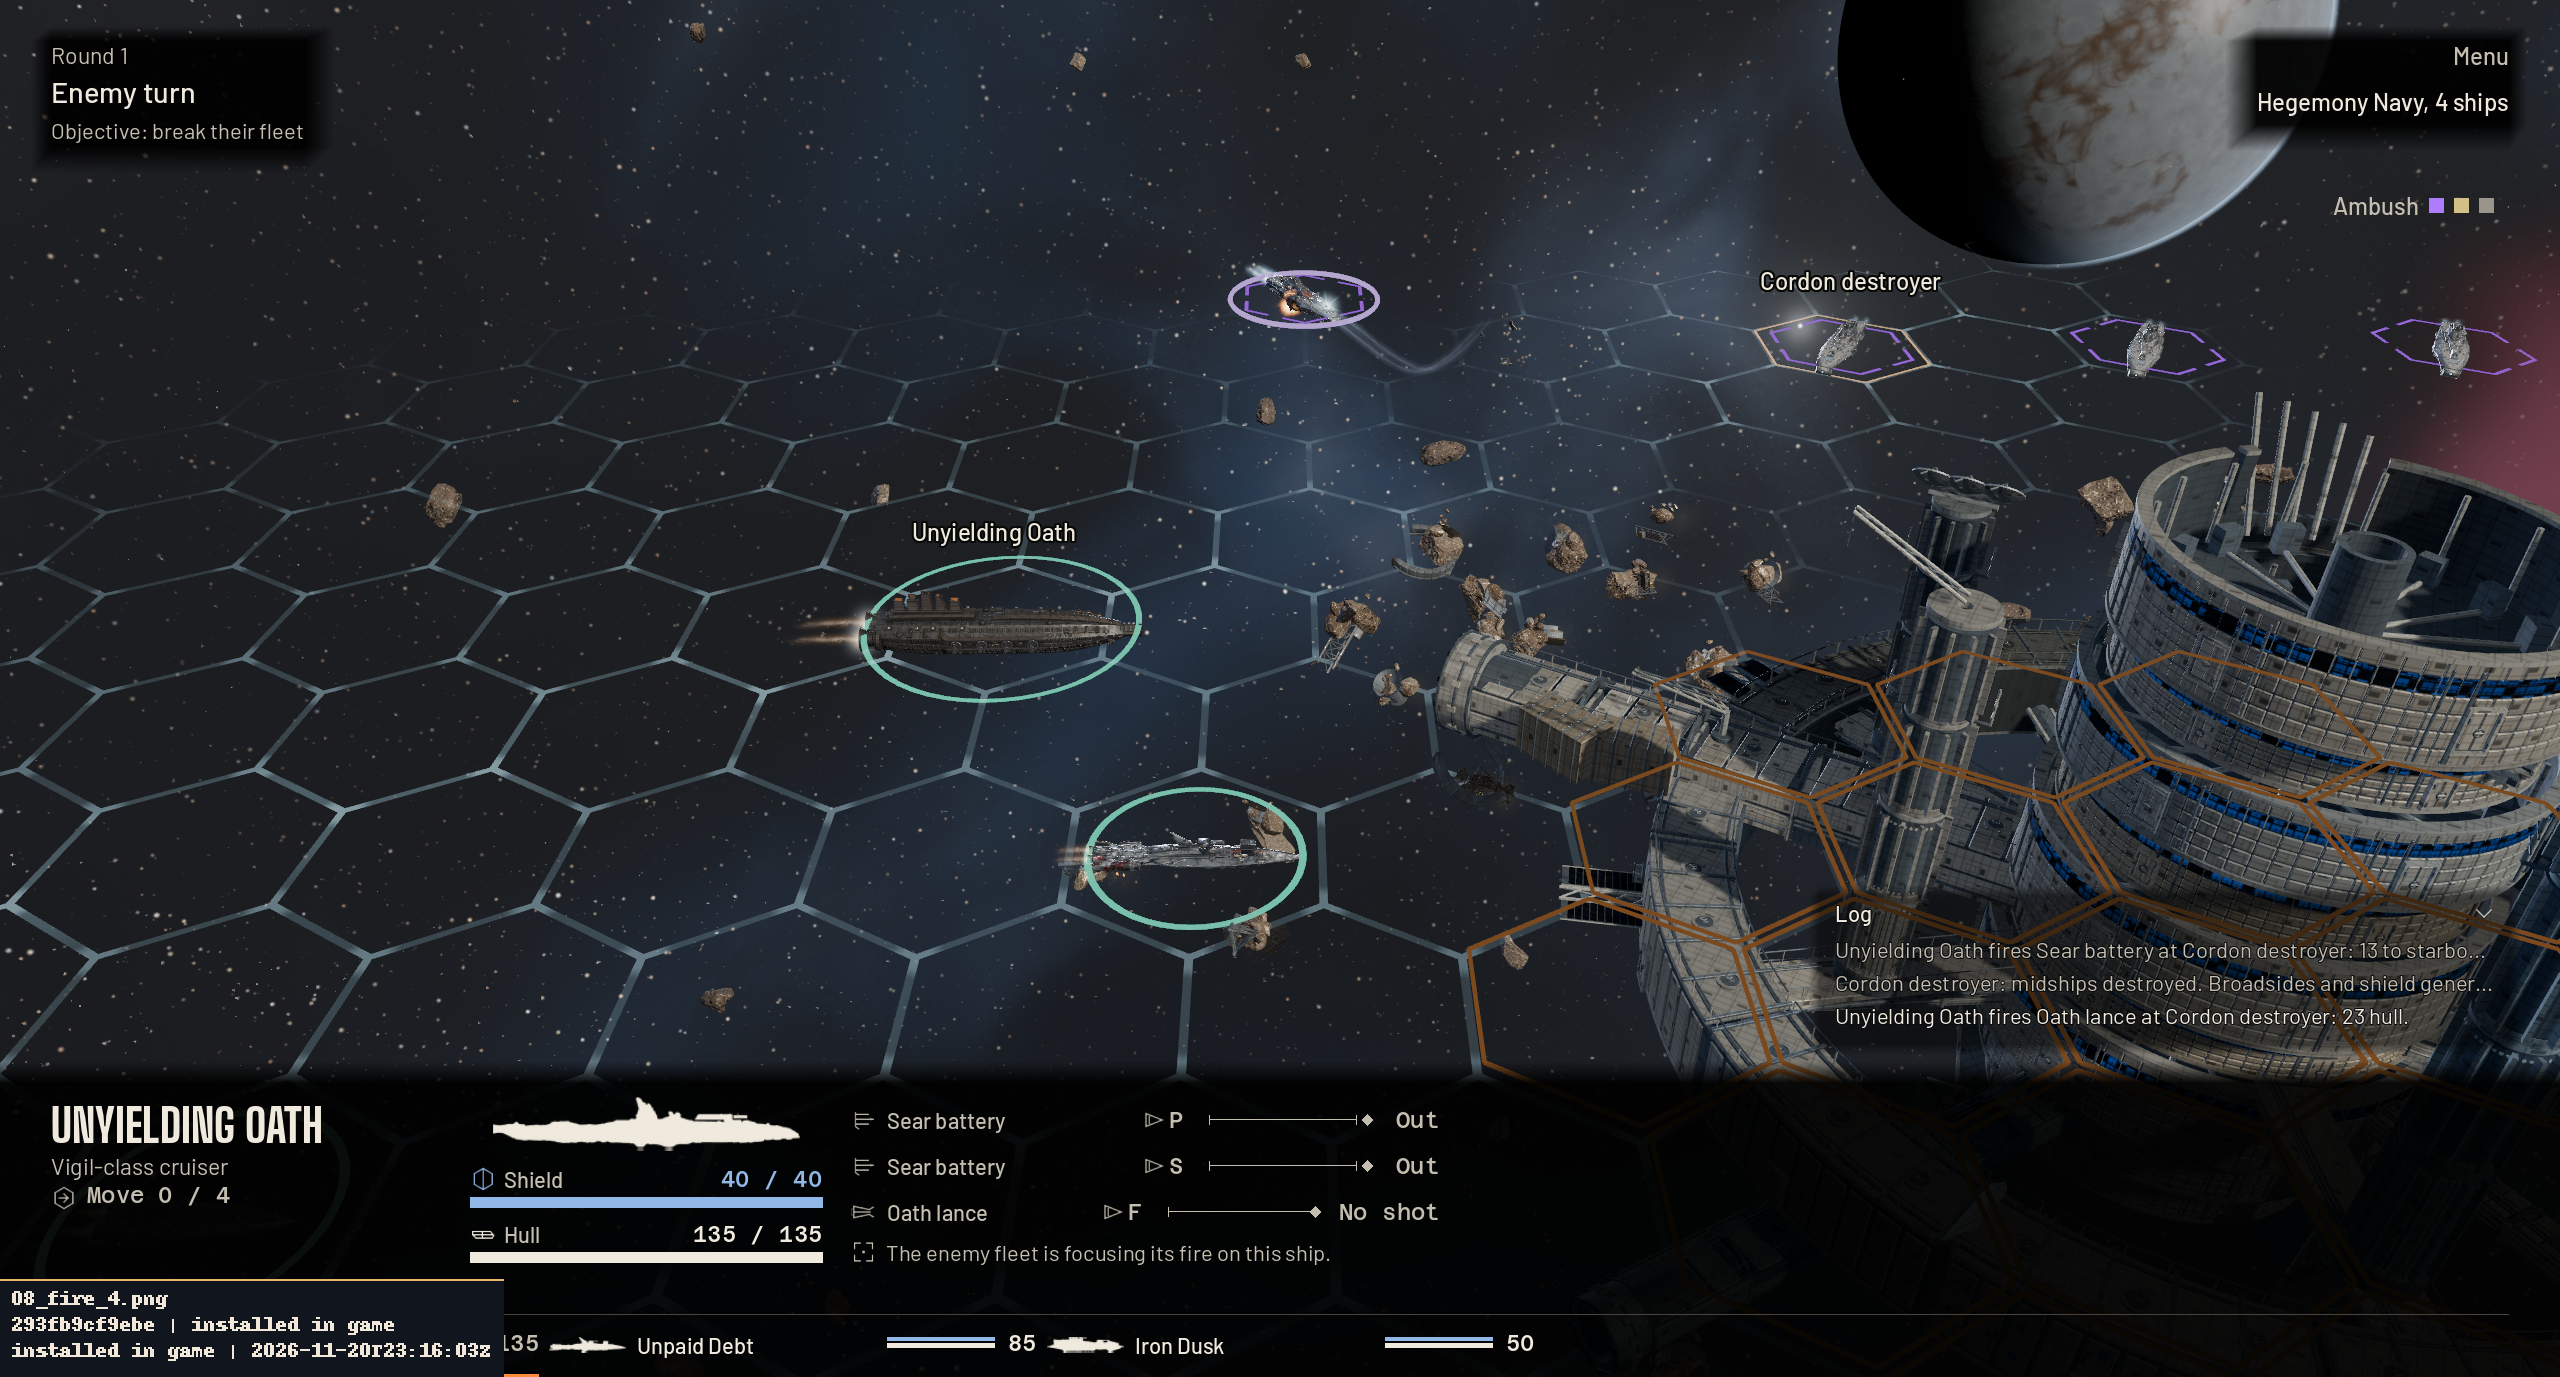 Round 1
Enemy turn
Objective: break their fleet
Menu
Hegemony Navy, 4 ships
Ambush
Cordon destroyer
Unyielding Oath
Log
Unyielding Oath fires Sear battery at Cordon destroyer: 13 to starbo...
Cordon destroyer: midships destroyed. Broadsides and shield gener...
Unyielding Oath fires Oath lance at Cordon destroyer: 23 hull.
UNYIELDING OATH
Vigil-class cruiser
Move 0 / 4
Shield 40 / 40
Hull 135 / 135
Sear battery P Out
Sear battery S Out
Oath lance F No shot
The enemy fleet is focusing its fire on this ship.
08_fire_4.png
293fb9cf9ebe | installed in game
installed in game | 2026-11-20T23:16:03Z
135 Unpaid Debt 85 Iron Dusk 50